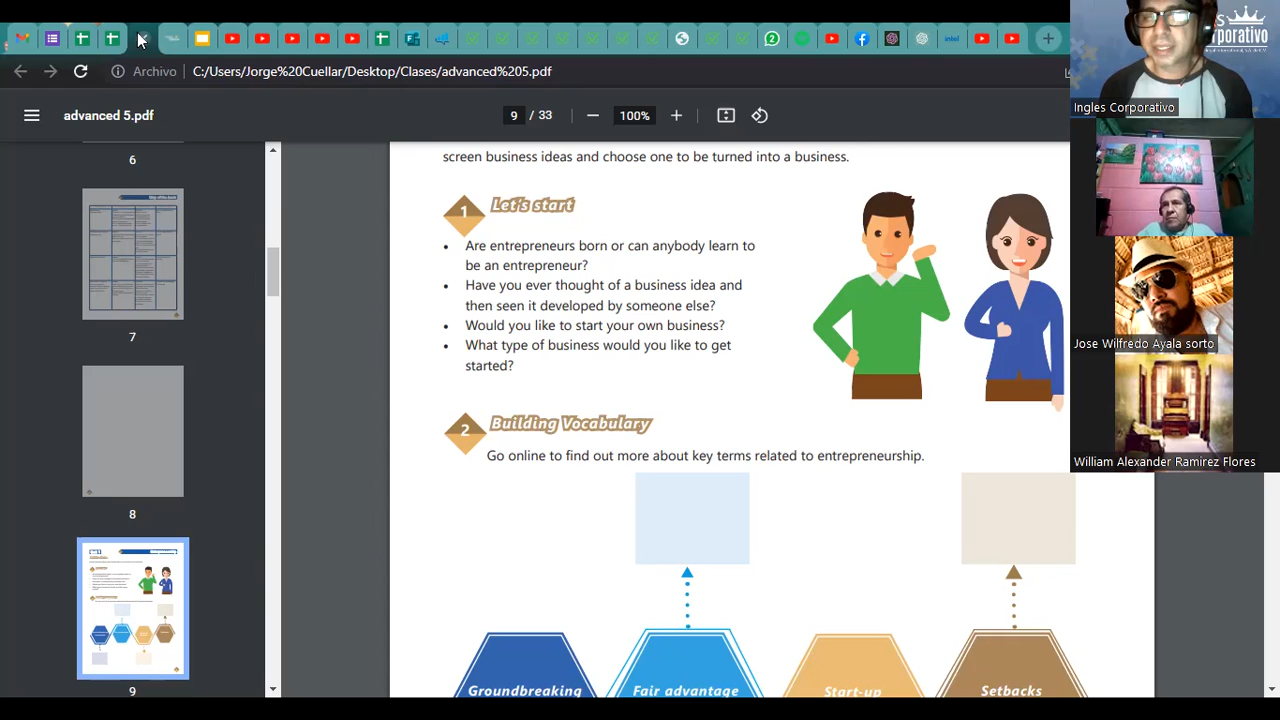 Archivo
C:/Users/Jorge%20Cuellar/Desktop/Clases/advanced%205.pdf
advanced 5.pdf
9 / 33
100%
6
7
8
9
screen business ideas and choose one to be turned into a business.
1 Let's start
• Are entrepreneurs born or can anybody learn to
be an entrepreneur?
• Have you ever thought of a business idea and
then seen it developed by someone else?
• Would you like to start your own business?
• What type of business would you like to get
started?
2 Building Vocabulary
Go online to find out more about key terms related to entrepreneurship.
Groundbreaking
Fair advantage
Start-up
Setbacks
Ingles Corporativo
Jose Wilfredo Ayala sorto
William Alexander Ramirez Flores